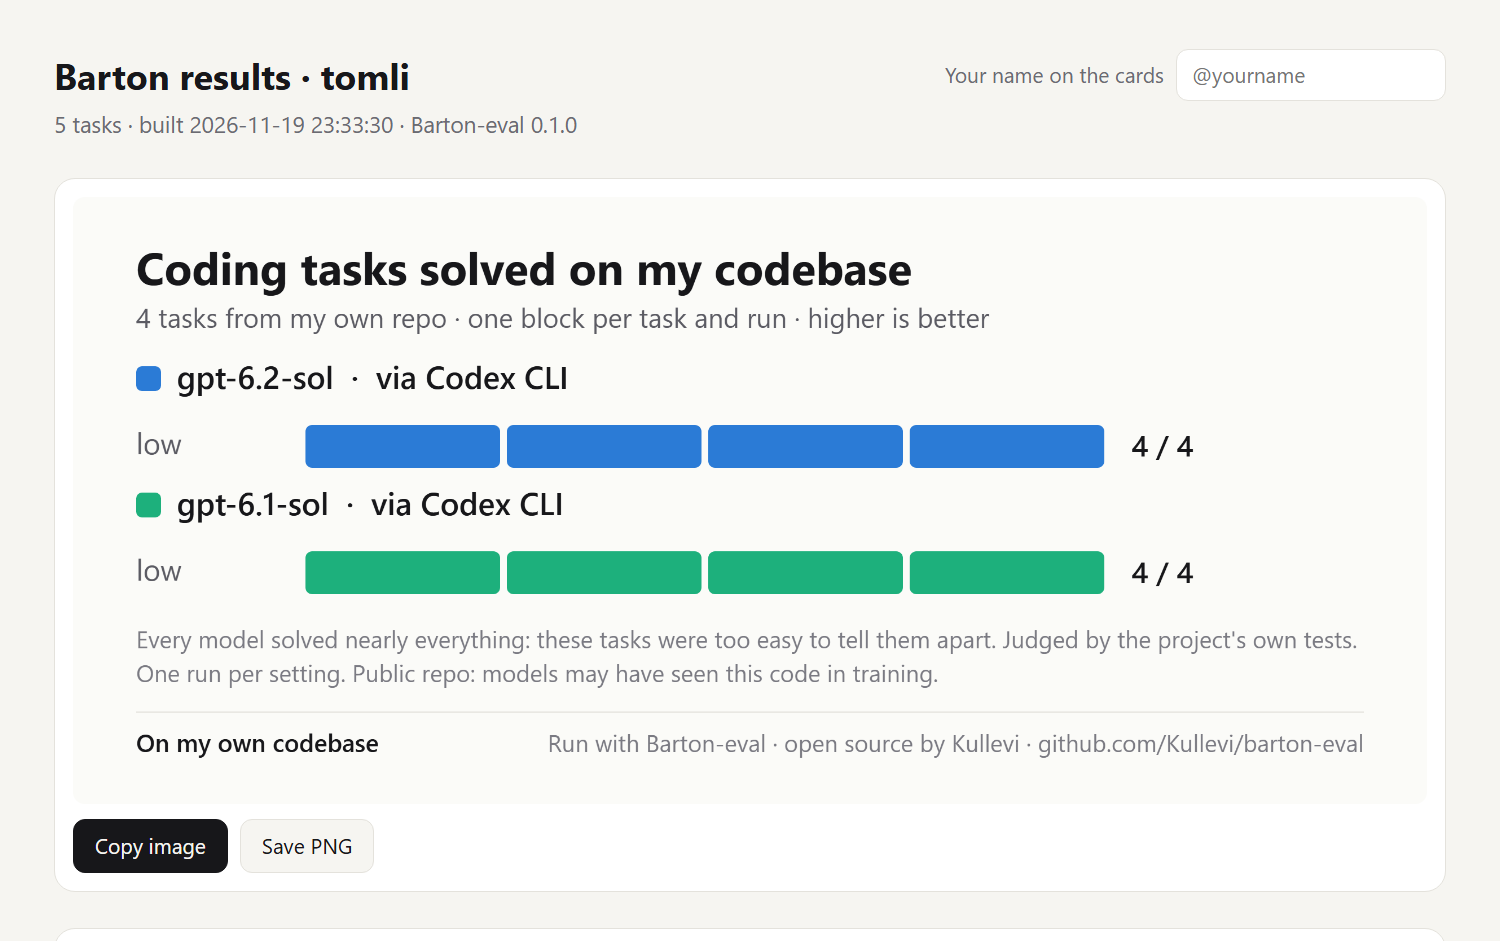 Barton results · tomli
Your name on the cards
@yourname
5 tasks · built 2026-11-19 23:33:30 · Barton-eval 0.1.0
Coding tasks solved on my codebase
4 tasks from my own repo · one block per task and run · higher is better
gpt-6.2-sol · via Codex CLI
low
4 / 4
gpt-6.1-sol · via Codex CLI
low
4 / 4
Every model solved nearly everything: these tasks were too easy to tell them apart. Judged by the project's own tests.
One run per setting. Public repo: models may have seen this code in training.
On my own codebase
Run with Barton-eval · open source by Kullevi · github.com/Kullevi/barton-eval
Copy image
Save PNG